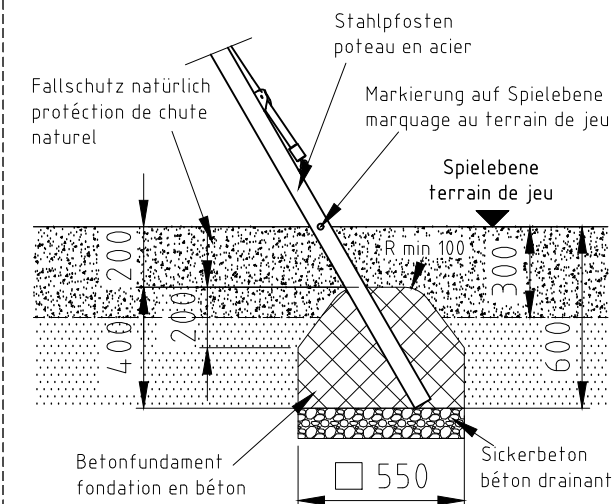 Stahlpfosten
poteau en acier
Fallschutz natürlich
protéction de chute
naturel
Markierung auf Spielebene
marquage au terrain de jeu
Spielebene
terrain de jeu
200
R min 100
300
200
400
600
Betonfundament
fondation en béton
□ 550
Sickerbeton
béton drainant